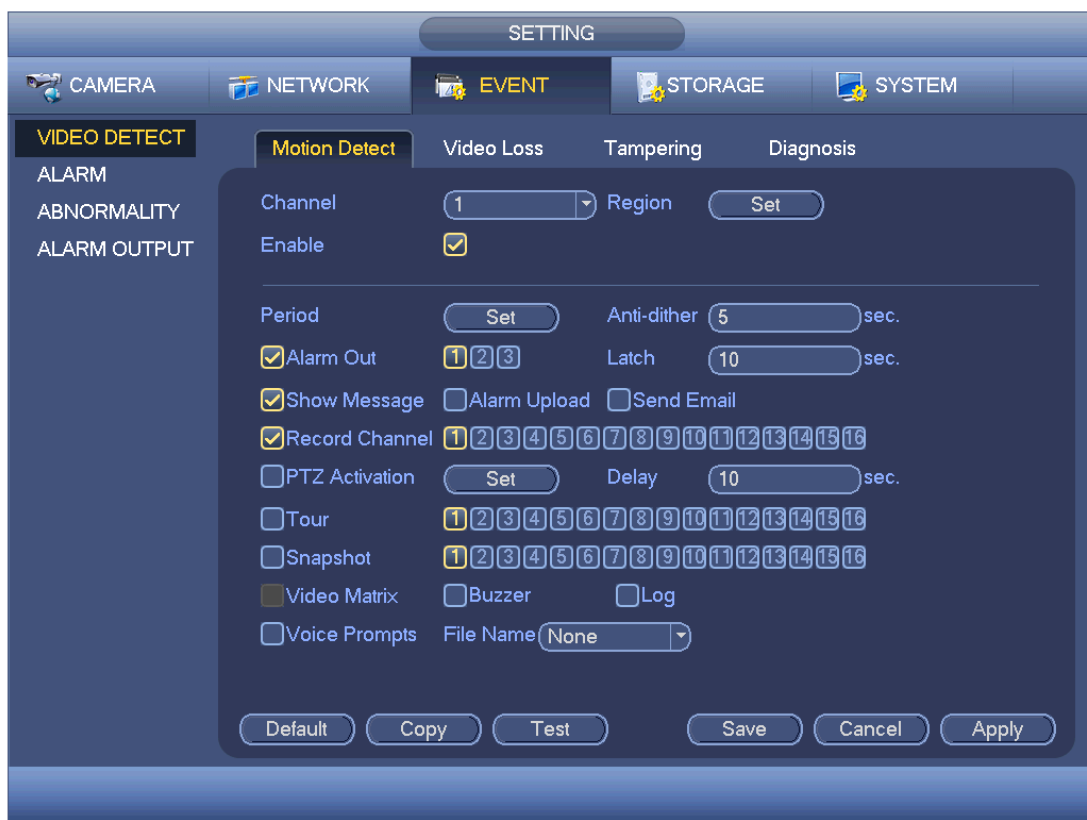 SETTING
CAMERA NETWORK EVENT STORAGE SYSTEM
VIDEO DETECT
ALARM
ABNORMALITY
ALARM OUTPUT
Motion Detect Video Loss Tampering Diagnosis
Channel 1 Region Set
Enable
Period Set Anti-dither 5 sec.
Alarm Out 1 2 3 Latch 10 sec.
Show Message Alarm Upload Send Email
Record Channel 1 2 3 4 5 6 7 8 9 10 11 12 13 14 15 16
PTZ Activation Set Delay 10 sec.
Tour 1 2 3 4 5 6 7 8 9 10 11 12 13 14 15 16
Snapshot 1 2 3 4 5 6 7 8 9 10 11 12 13 14 15 16
Video Matrix Buzzer Log
Voice Prompts File Name None
Default Copy Test Save Cancel Apply